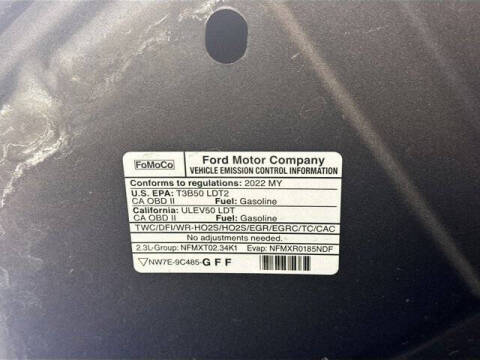 FoMoCo
Ford Motor Company
VEHICLE EMISSION CONTROL INFORMATION
Conforms to regulations: 2022 MY
U.S. EPA: T3B50 LDT2
CA OBD II Fuel: Gasoline
California: ULEV50 LDT
CA OBD II Fuel: Gasoline
TWC/DFI/WR-HO2S/HO2S/EGR/EGRC/TC/CAC
No adjustments needed.
2.3L-Group: NFMXT02.34K1 Evap: NFMXR0185NDF
NW7E-9C485-GFF